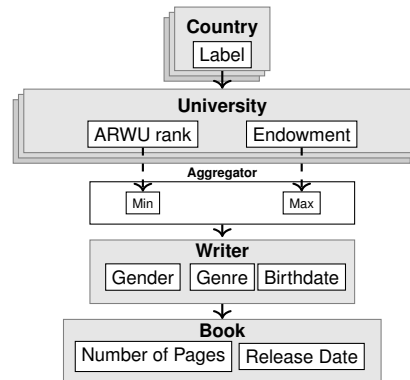 Country
Label
University
ARWU rank Endowment
Aggregator
Min Max
Writer
Gender Genre Birthdate
Book
Number of Pages Release Date